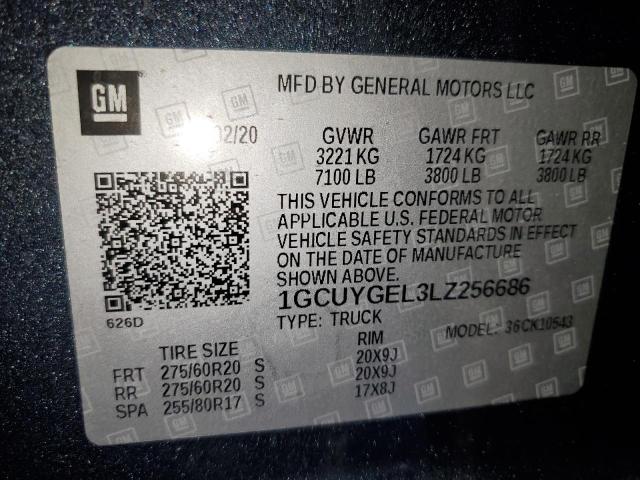 GM
MFD BY GENERAL MOTORS LLC
02/20
GVWR GAWR FRT GAWR RR
3221 KG 1724 KG 1724 KG
7100 LB 3800 LB 3800 LB
THIS VEHICLE CONFORMS TO ALL
APPLICABLE U.S. FEDERAL MOTOR
VEHICLE SAFETY STANDARDS IN EFFECT
ON THE DATE OF MANUFACTURE
SHOWN ABOVE.
1GCUYGEL3LZ256686
626D
TYPE: TRUCK MODEL: 36CK10543
TIRE SIZE RIM
FRT 275/60R20 S 20X9J
RR 275/60R20 S 20X9J
SPA 255/80R17 S 17X8J